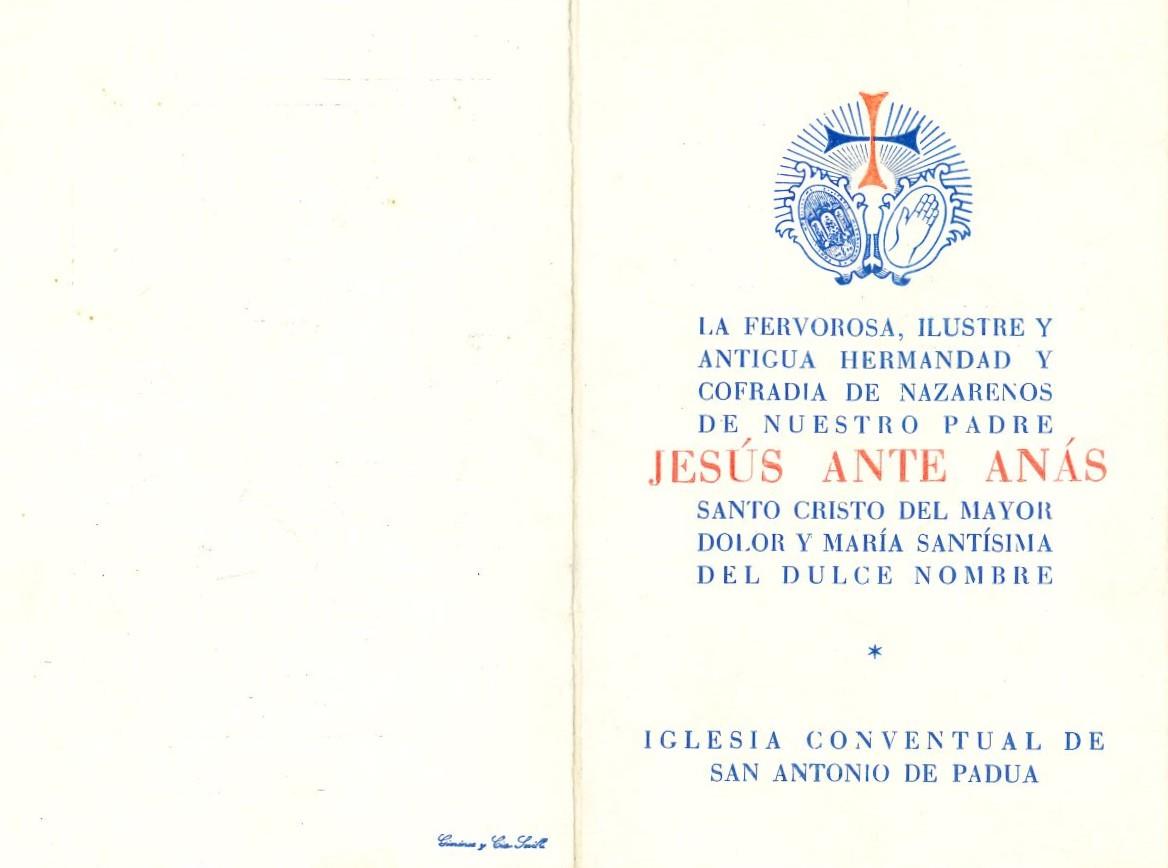 LA FERVOROSA, ILUSTRE Y
ANTIGUA HERMANDAD Y
COFRADIA DE NAZARENOS
DE NUESTRO PADRE
JESÚS ANTE ANÁS
SANTO CRISTO DEL MAYOR
DOLOR Y MARÍA SANTÍSIMA
DEL DULCE NOMBRE
*
IGLESIA CONVENTUAL DE
SAN ANTONIO DE PADUA
y Cia